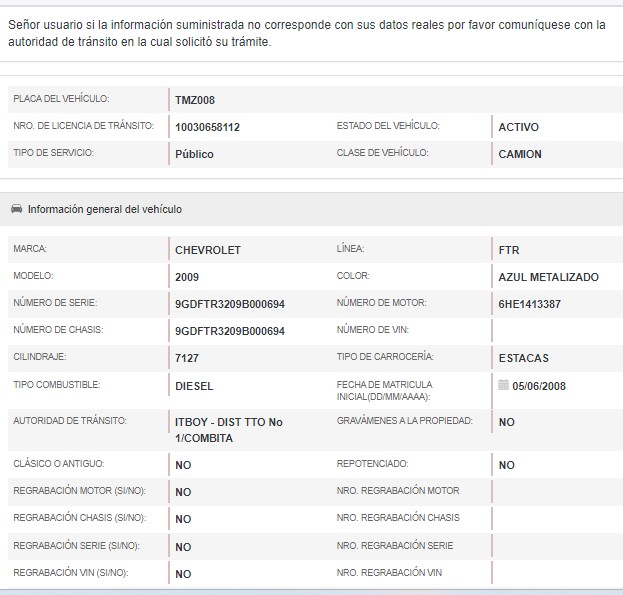 Señor usuario si la información suministrada no corresponde con sus datos reales por favor comuníquese con la
autoridad de tránsito en la cual solicitó su trámite.
PLACA DEL VEHÍCULO: TMZ008
NRO. DE LICENCIA DE TRÁNSITO: 10030658112 ESTADO DEL VEHÍCULO: ACTIVO
TIPO DE SERVICIO: Público CLASE DE VEHÍCULO: CAMION
Información general del vehículo
MARCA: CHEVROLET LÍNEA: FTR
MODELO: 2009 COLOR: AZUL METALIZADO
NÚMERO DE SERIE: 9GDFTR3209B000694 NÚMERO DE MOTOR: 6HE1413387
NÚMERO DE CHASIS: 9GDFTR3209B000694 NÚMERO DE VIN:
CILINDRAJE: 7127 TIPO DE CARROCERÍA: ESTACAS
TIPO COMBUSTIBLE: DIESEL FECHA DE MATRICULA
INICIAL(DD/MM/AAAA): 05/06/2008
AUTORIDAD DE TRÁNSITO: ITBOY - DIST TTO No
1/COMBITA GRAVÁMENES A LA PROPIEDAD: NO
CLÁSICO O ANTIGUO: NO REPOTENCIADO: NO
REGRABACIÓN MOTOR (SI/NO): NO NRO. REGRABACIÓN MOTOR
REGRABACIÓN CHASIS (SI/NO): NO NRO. REGRABACIÓN CHASIS
REGRABACIÓN SERIE (SI/NO): NO NRO. REGRABACIÓN SERIE
REGRABACIÓN VIN (SI/NO): NO NRO. REGRABACIÓN VIN